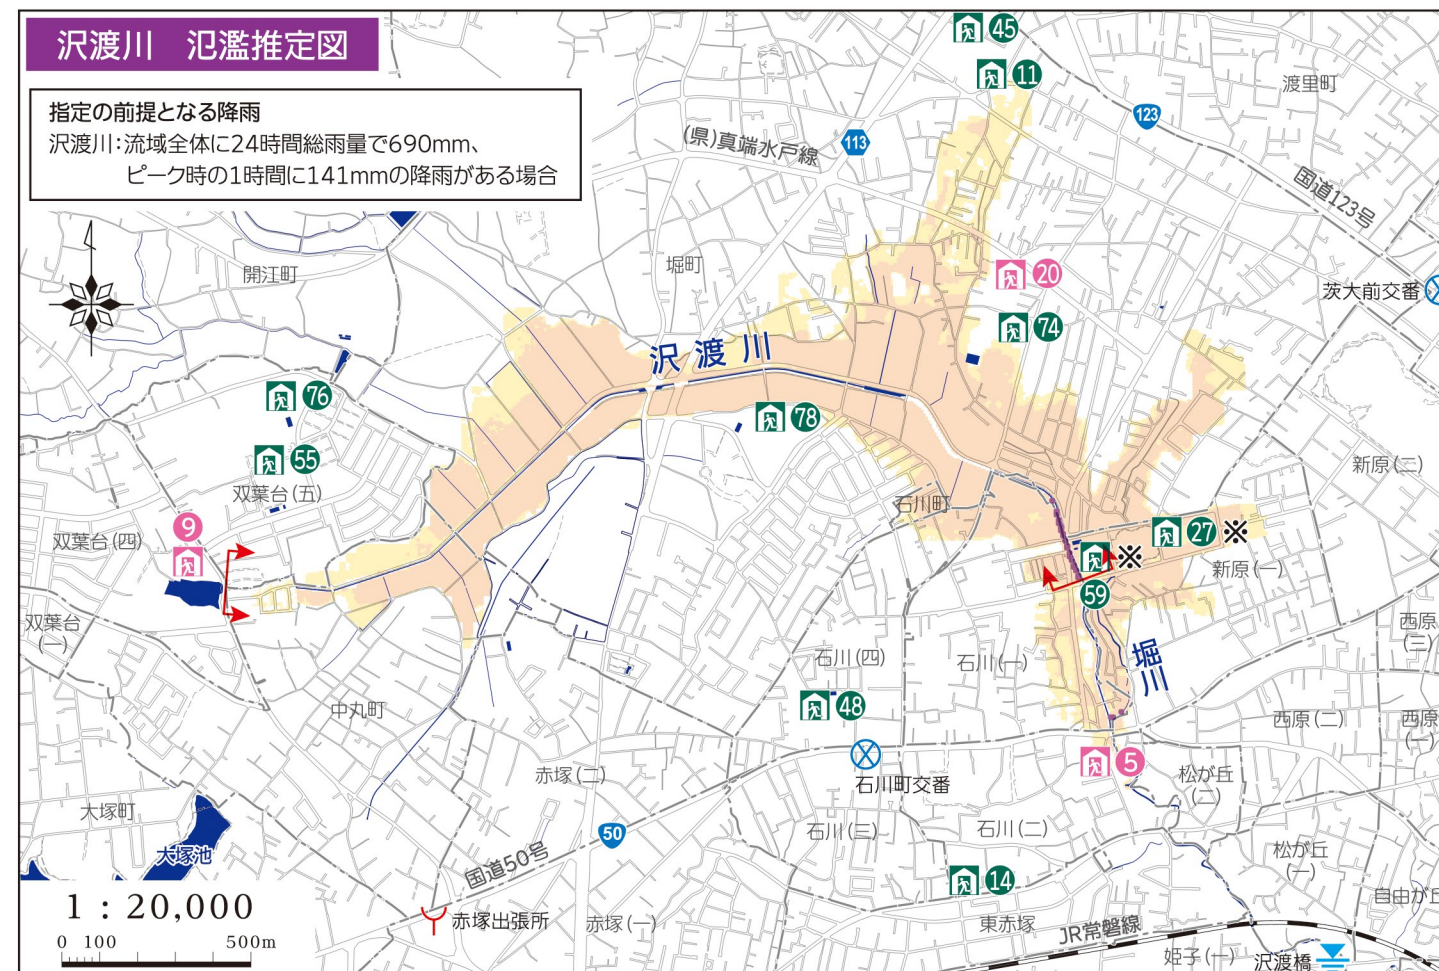 沢渡川 氾濫推定図
指定の前提となる降雨
沢渡川：流域全体に24時間総雨量で690mm、
ピーク時の1時間に141mmの降雨がある場合
45
11
渡里町
123
(県)真端水戸線
113
国道123号
開江町
堀町
20
茨大前交番
74
沢渡川
76
78
55
双葉台(五)
新原(二)
石川町
9
双葉台(四)
27
※
※
新原(一)
59
双葉台
(一)
西原
(三)
石川(四)
石川(一)
堀川
48
中丸町
西原(二)
西原
(一)
5
石川町交番
赤塚(二)
松が丘
(二)
大塚町
50
石川(三)
石川(二)
大塚池
国道50号
松が丘
(一)
14
自由が丘
1：20,000
赤塚出張所
赤塚(一)
東赤塚
JR常磐線
0 100 500m
姫子(一)
沢渡橋